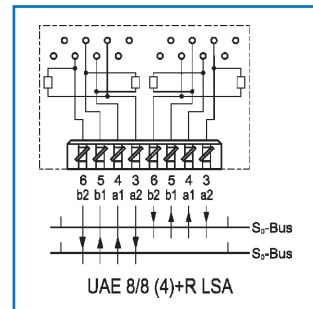 6 5 4 3 6 5 4 3
b2 b1 a1 a2 b2 b1 a1 a2
S₀-Bus
S₀-Bus
UAE 8/8 (4)+R LSA